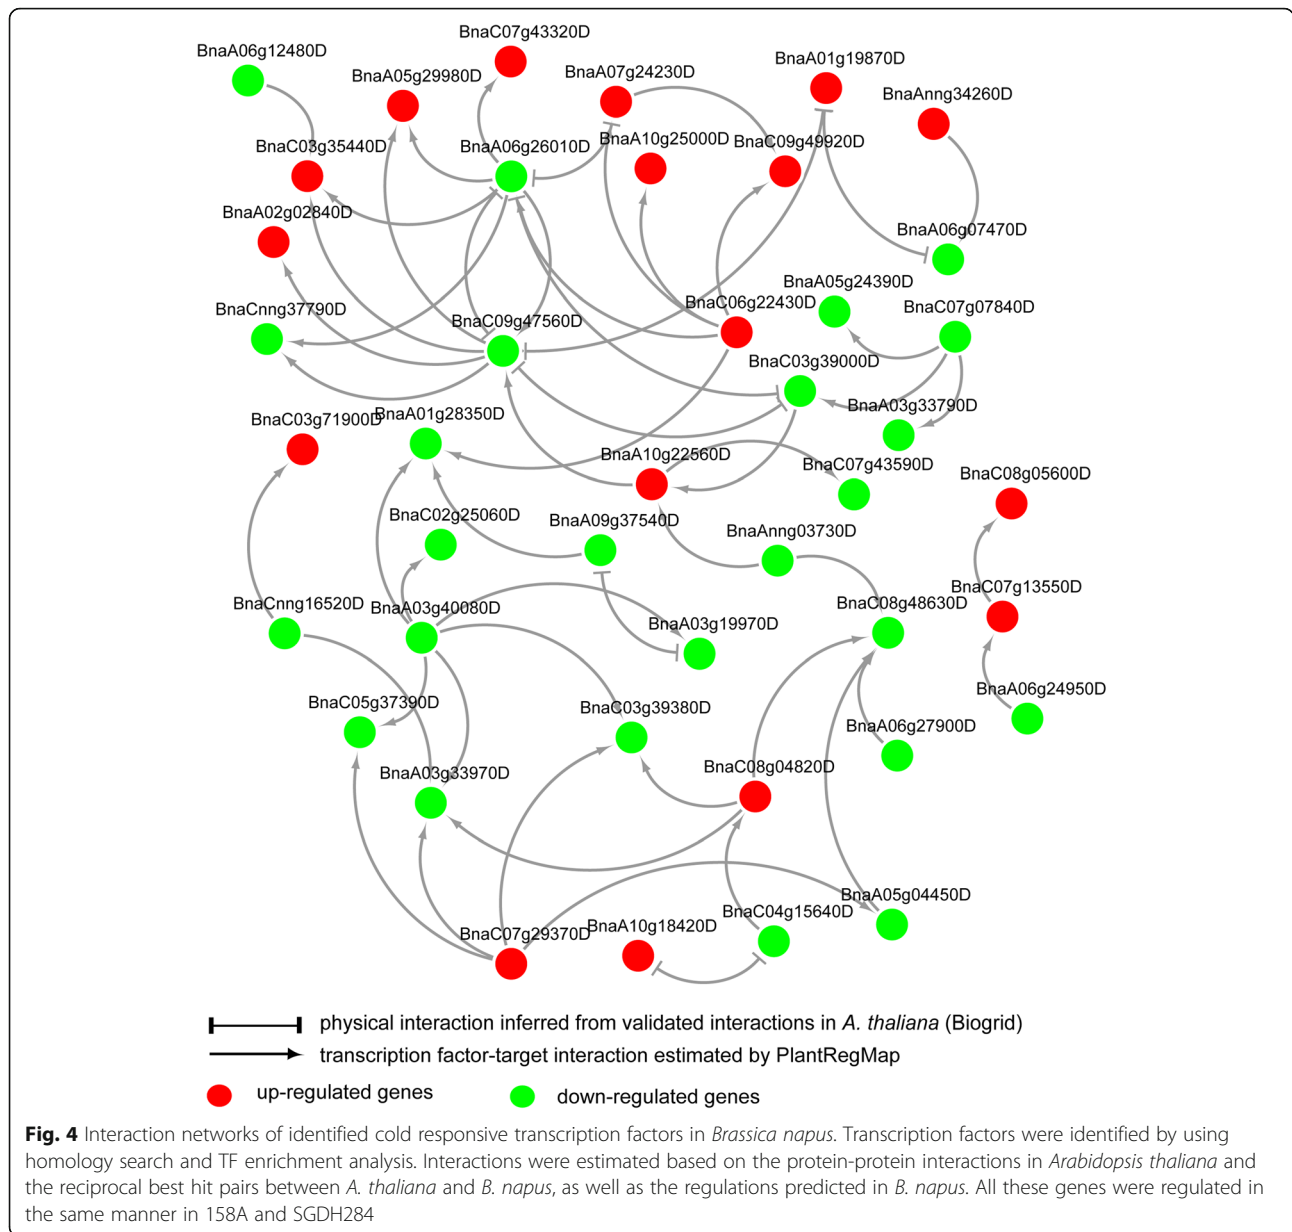 BnaC07g43320D
BnaA06g12480D
BnaA05g29980D
BnaA07g24230D
BnaA01g19870D
BnaAnng34260D
BnaC03g35440D
BnaA06g26010D
BnaA10g25000D
BnaC09g49920D
BnaA02g02840D
BnaA06g07470D
BnaA05g24390D
BnaCnng37790D
BnaC09g47560D
BnaC06g22430D
BnaC07g07840D
BnaC03g39000D
BnaA03g33790D
BnaC03g71900D
BnaA01g28350D
BnaA10g22560D
BnaC07g43590D
BnaC08g05600D
BnaC02g25060D
BnaA09g37540D
BnaAnng03730D
BnaCnng16520D
BnaA03g40080D
BnaA03g19970D
BnaC08g48630D
BnaC07g13550D
BnaC05g37390D
BnaC03g39380D
BnaA06g24950D
BnaA06g27900D
BnaA03g33970D
BnaC08g04820D
BnaA05g04450D
BnaC04g15640D
BnaC07g29370D
BnaA10g18420D
physical interaction inferred from validated interactions in A. thaliana (Biogrid)
transcription factor-target interaction estimated by PlantRegMap
up-regulated genes
down-regulated genes
Fig. 4 Interaction networks of identified cold responsive transcription factors in Brassica napus. Transcription factors were identified by using
homology search and TF enrichment analysis. Interactions were estimated based on the protein-protein interactions in Arabidopsis thaliana and
the reciprocal best hit pairs between A. thaliana and B. napus, as well as the regulations predicted in B. napus. All these genes were regulated in
the same manner in 158A and SGDH284